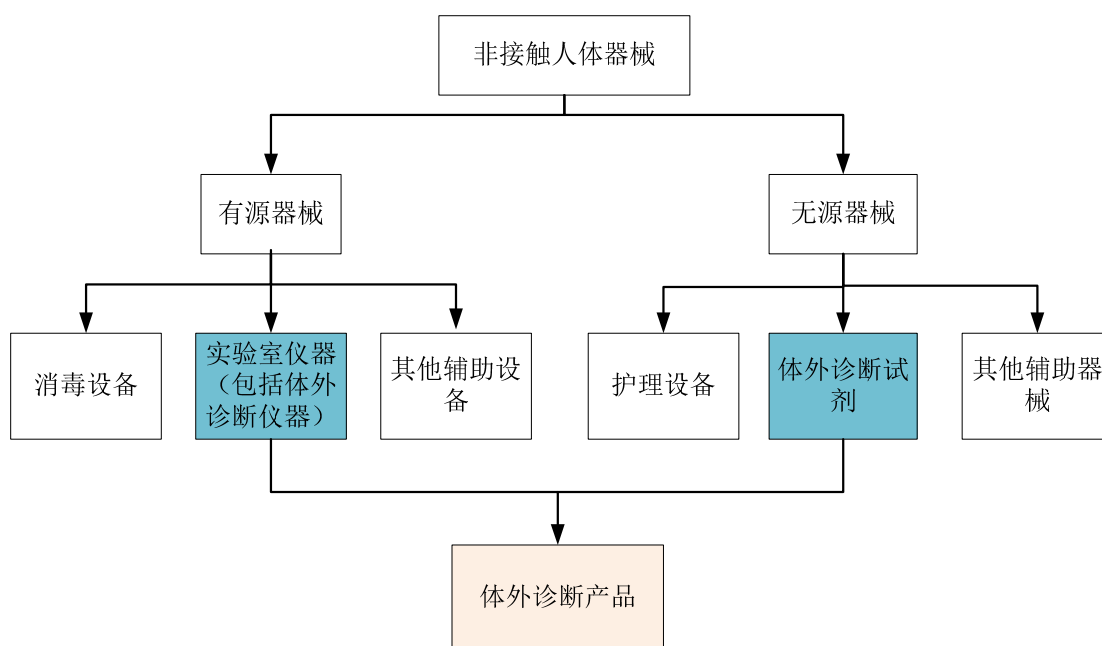 非接触人体器械
有源器械
无源器械
消毒设备
实验室仪器
（包括体外
诊断仪器）
其他辅助设
备
护理设备
体外诊断试
剂
其他辅助器
械
体外诊断产品